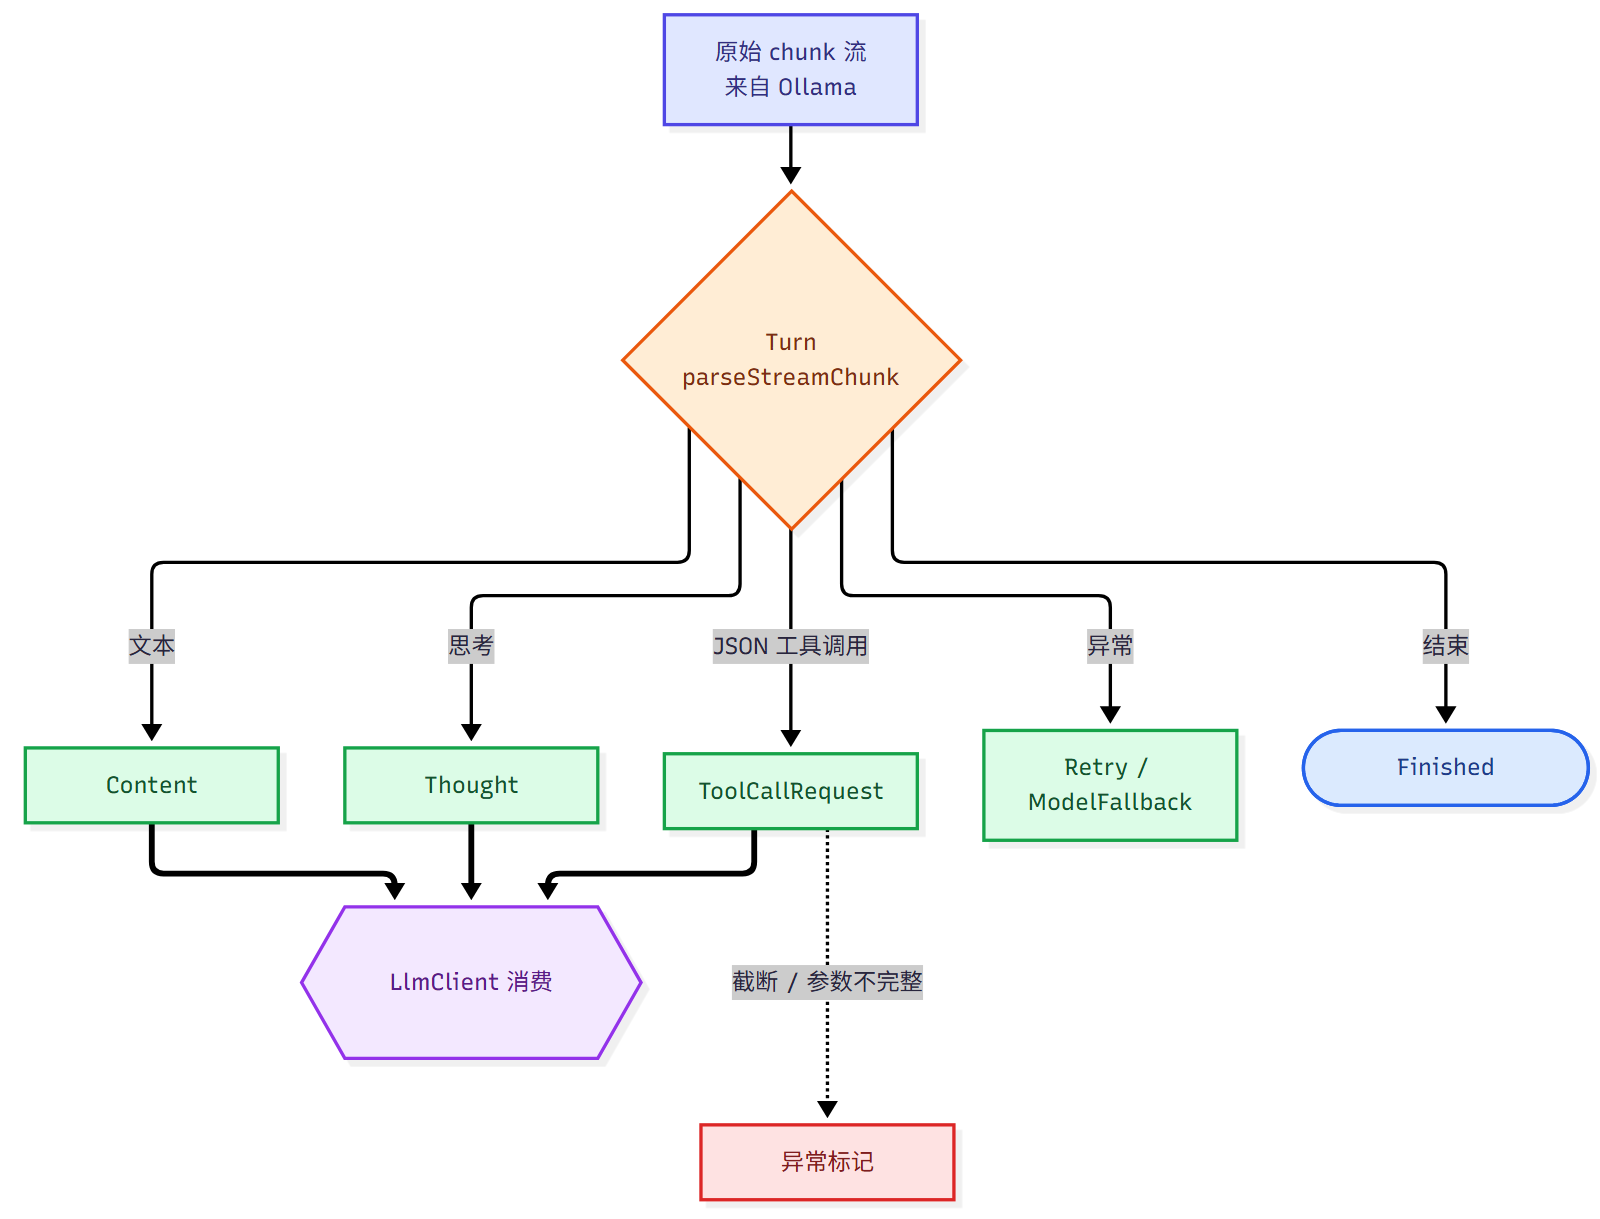 原始 chunk 流
来自 Ollama
Turn
parseStreamChunk
文本
思考
JSON 工具调用
异常
结束
Content
Thought
ToolCallRequest
Retry /
ModelFallback
Finished
LlmClient 消费
截断 / 参数不完整
异常标记